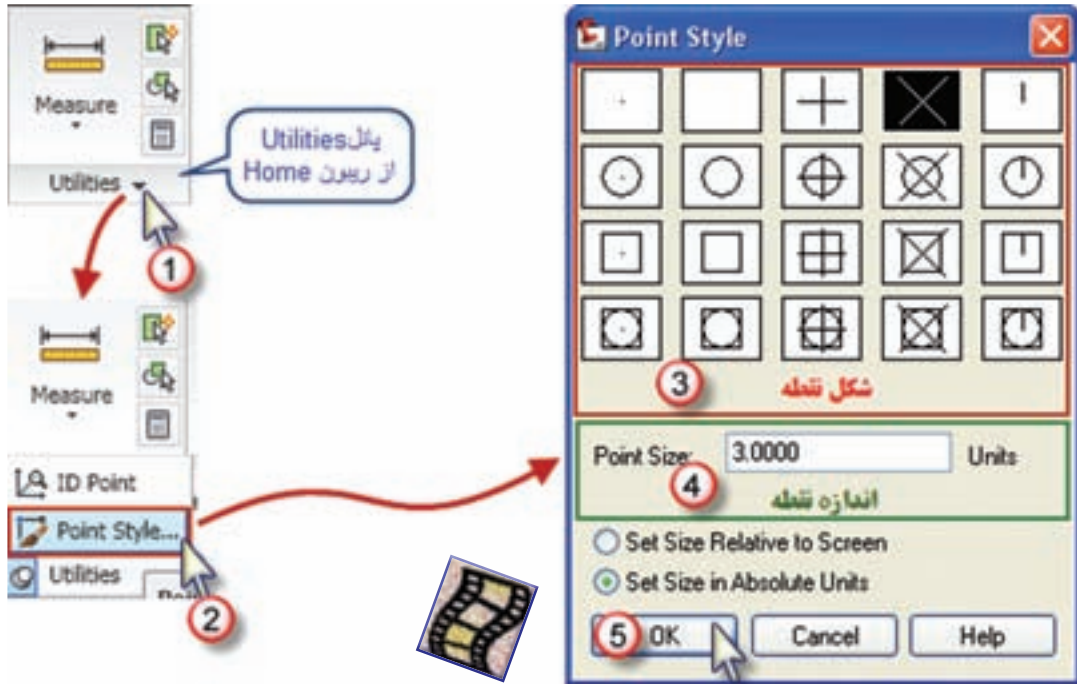 Measure
Utilities
پانل Utilities
از ریبون Home
1
Measure
ID Point
Point Style...
Utilities
2
Point Style
3
شکل نقطه
Point Size: 3.0000 Units
4
اندازه نقطه
Set Size Relative to Screen
Set Size in Absolute Units
5 OK Cancel Help